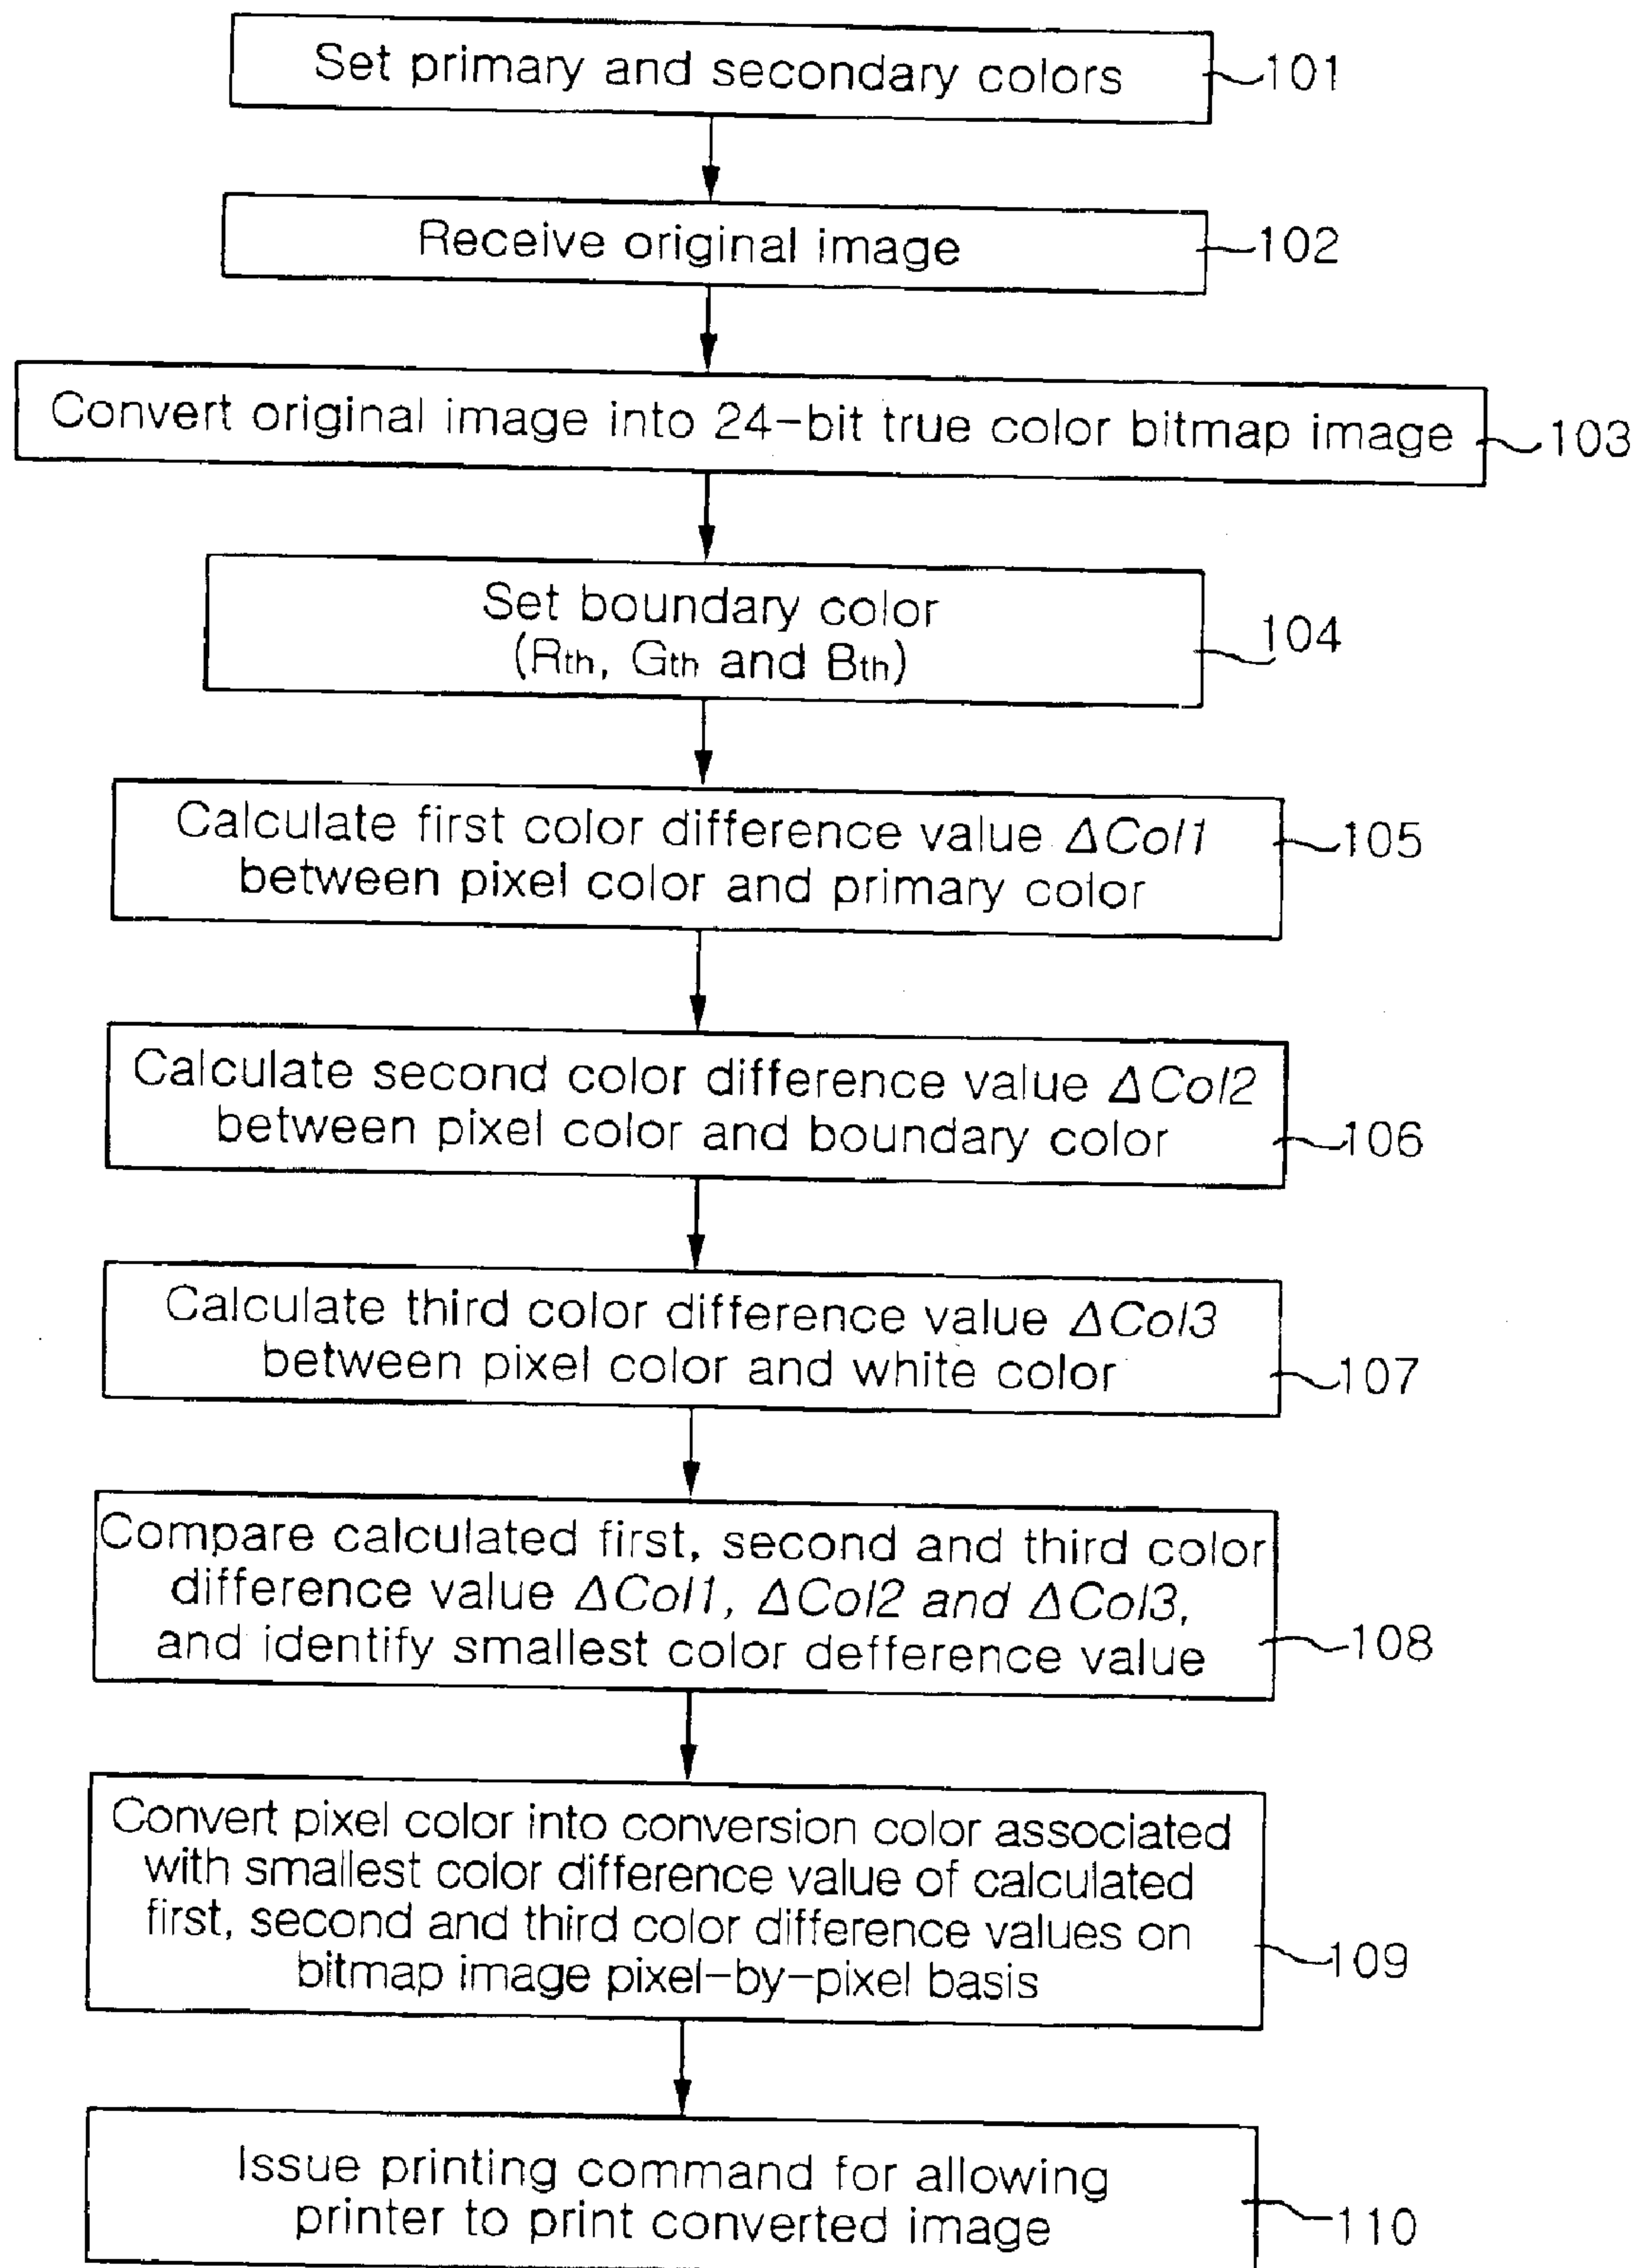 Set primary and secondary colors
101
Receive original image
102
Convert original image into 24-bit true color bitmap image
103
Set boundary color
(Rth, Gth and Bth)
104
Calculate first color difference value ΔCol1
between pixel color and primary color
105
Calculate second color difference value ΔCol2
between pixel color and boundary color
106
Calculate third color difference value ΔCol3
between pixel color and white color
107
Compare calculated first, second and third color
difference value ΔCol1, ΔCol2 and ΔCol3,
and identify smallest color defference value
108
Convert pixel color into conversion color associated
with smallest color difference value of calculated
first, second and third color difference values on
bitmap image pixel-by-pixel basis
109
Issue printing command for allowing
printer to print converted image
110